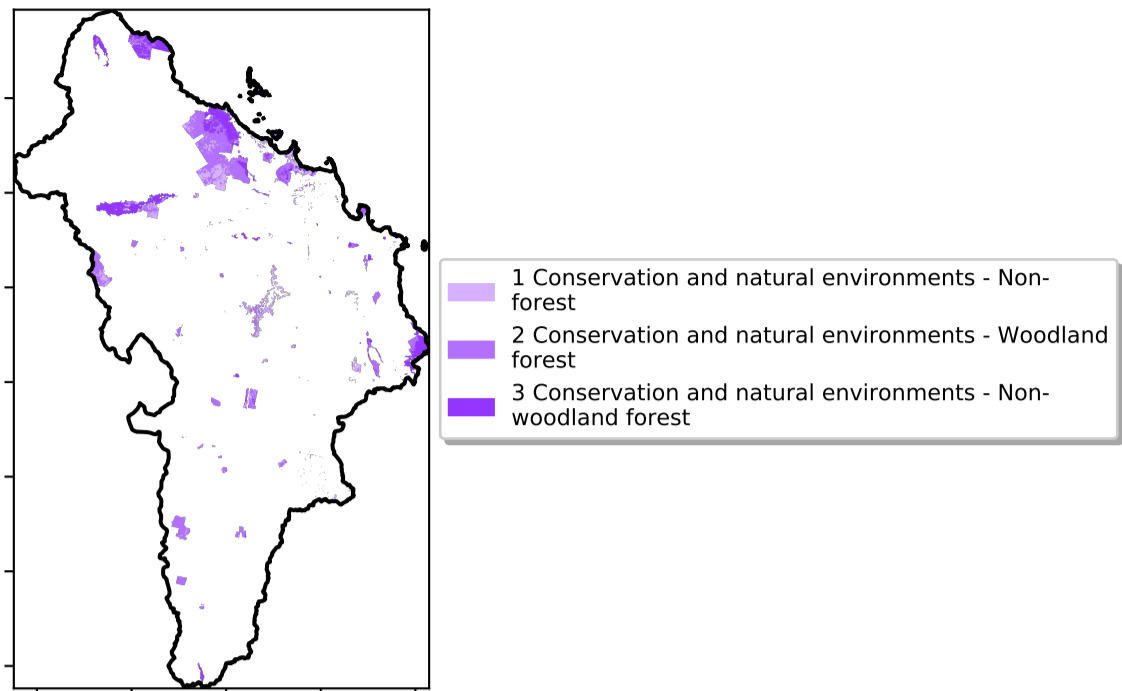 1 Conservation and natural environments - Non-
forest
2 Conservation and natural environments - Woodland
forest
3 Conservation and natural environments - Non-
woodland forest